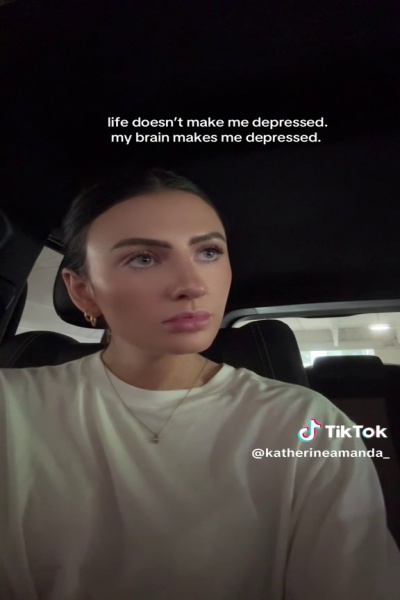 life doesn't make me depressed.
my brain makes me depressed.
TikTok
@katherineamanda_